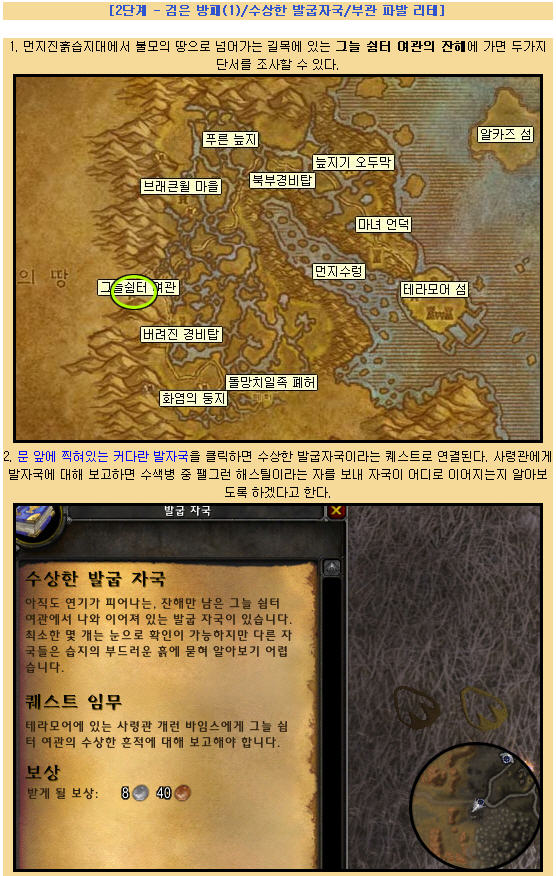 [2단계 - 검은 방패(1)/수상한 발굽자국/부관 파발 리테]
1. 먼지진흙습지대에서 불모의 땅으로 넘어가는 길목에 있는 그늘 쉼터 여관의 잔해에 가면 두가지
단서를 조사할 수 있다.
알카즈 섬
푸른 늪지
늪지기 오두막
브래큰월 마을
북부경비탑
마녀 언덕
의 땅
먼지수렁
그늘쉼터 여관
테라모어 섬
버려진 경비탑
돌망치일족 폐허
화염의 둥지
2. 문 앞에 찍혀있는 커다란 발자국을 클릭하면 수상한 발굽자국이라는 퀘스트로 연결된다. 사령관에게
발자국에 대해 보고하면 수색병 중 팰그런 해스틸이라는 자를 보내 자국이 어디로 이어지는지 알아보
도록 하겠다고 한다.
발굽 자국
수상한 발굽 자국
아직도 연기가 피어나는, 잔해만 남은 그늘 쉼터
여관에서 나와 이어져 있는 발굽 자국이 있습니다.
최소한 몇 개는 눈으로 확인이 가능하지만 다른 자
국들은 습지의 부드러운 흙에 묻혀 알아보기 어렵
습니다.
퀘스트 임무
테라모어에 있는 사령관 개런 바임스에게 그늘 쉼
터 여관의 수상한 흔적에 대해 보고해야 합니다.
보상
받게 될 보상: 8 40